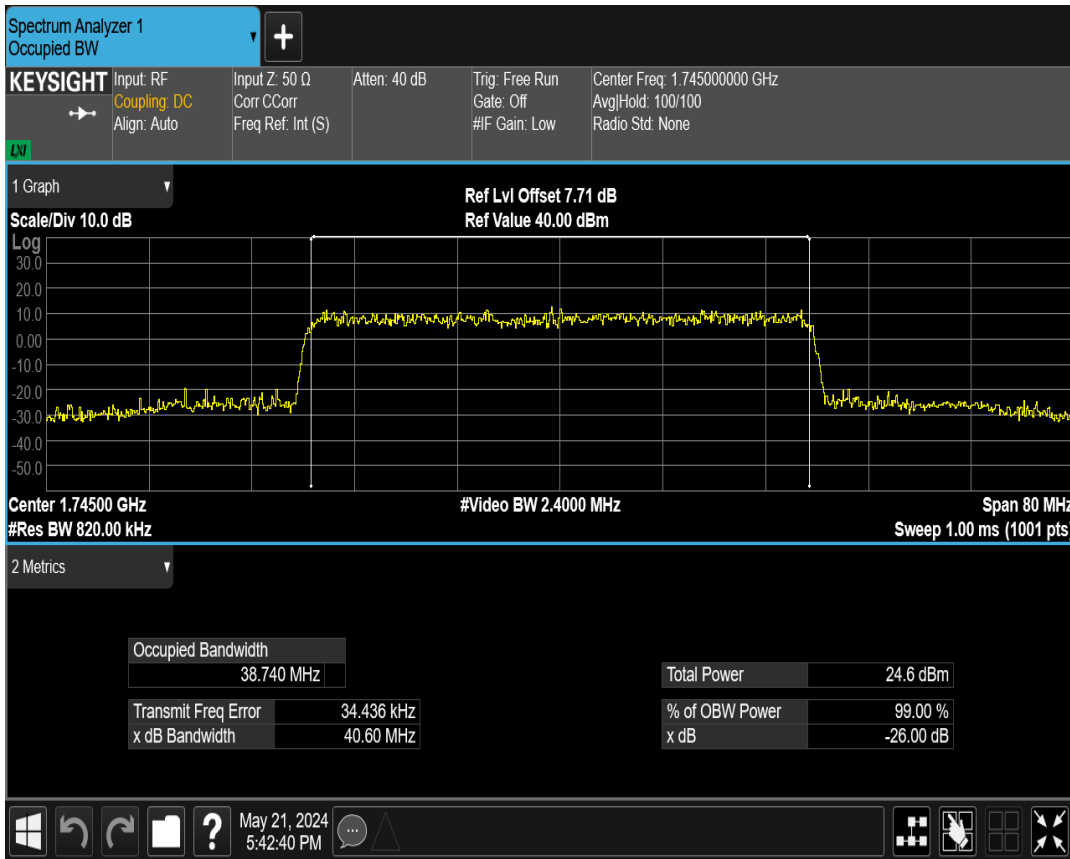 Spectrum Analyzer 1
Occupied BW
+
KEYSIGHT
LXI
Input: RF
Coupling: DC
Align: Auto
Input Z: 50 Ω
Corr CCorr
Freq Ref: Int (S)
Atten: 40 dB
Trig: Free Run
Gate: Off
#IF Gain: Low
Center Freq: 1.745000000 GHz
Avg|Hold: 100/100
Radio Std: None
1 Graph
Scale/Div 10.0 dB
Ref Lvl Offset 7.71 dB
Ref Value 40.00 dBm
Log
30.0
20.0
10.0
0.00
-10.0
-20.0
-30.0
-40.0
-50.0
Center 1.74500 GHz
#Res BW 820.00 kHz
#Video BW 2.4000 MHz
Span 80 MHz
Sweep 1.00 ms (1001 pts)
2 Metrics
Occupied Bandwidth
38.740 MHz
Transmit Freq Error 34.436 kHz
x dB Bandwidth 40.60 MHz
Total Power 24.6 dBm
% of OBW Power 99.00 %
x dB -26.00 dB
?
May 21, 2024
5:42:40 PM